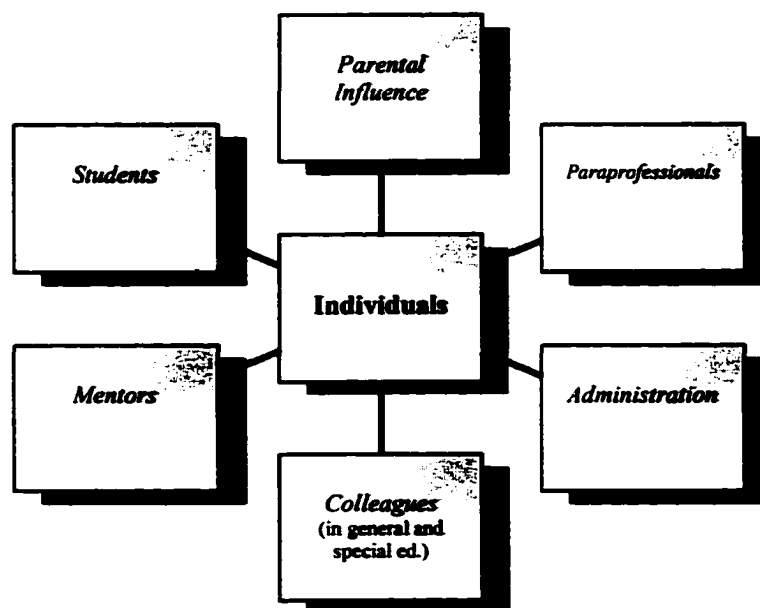 Parental
Influence
Students
Paraprofessionals
Individuals
Mentors
Administration
Colleagues
(in general and
special ed.)